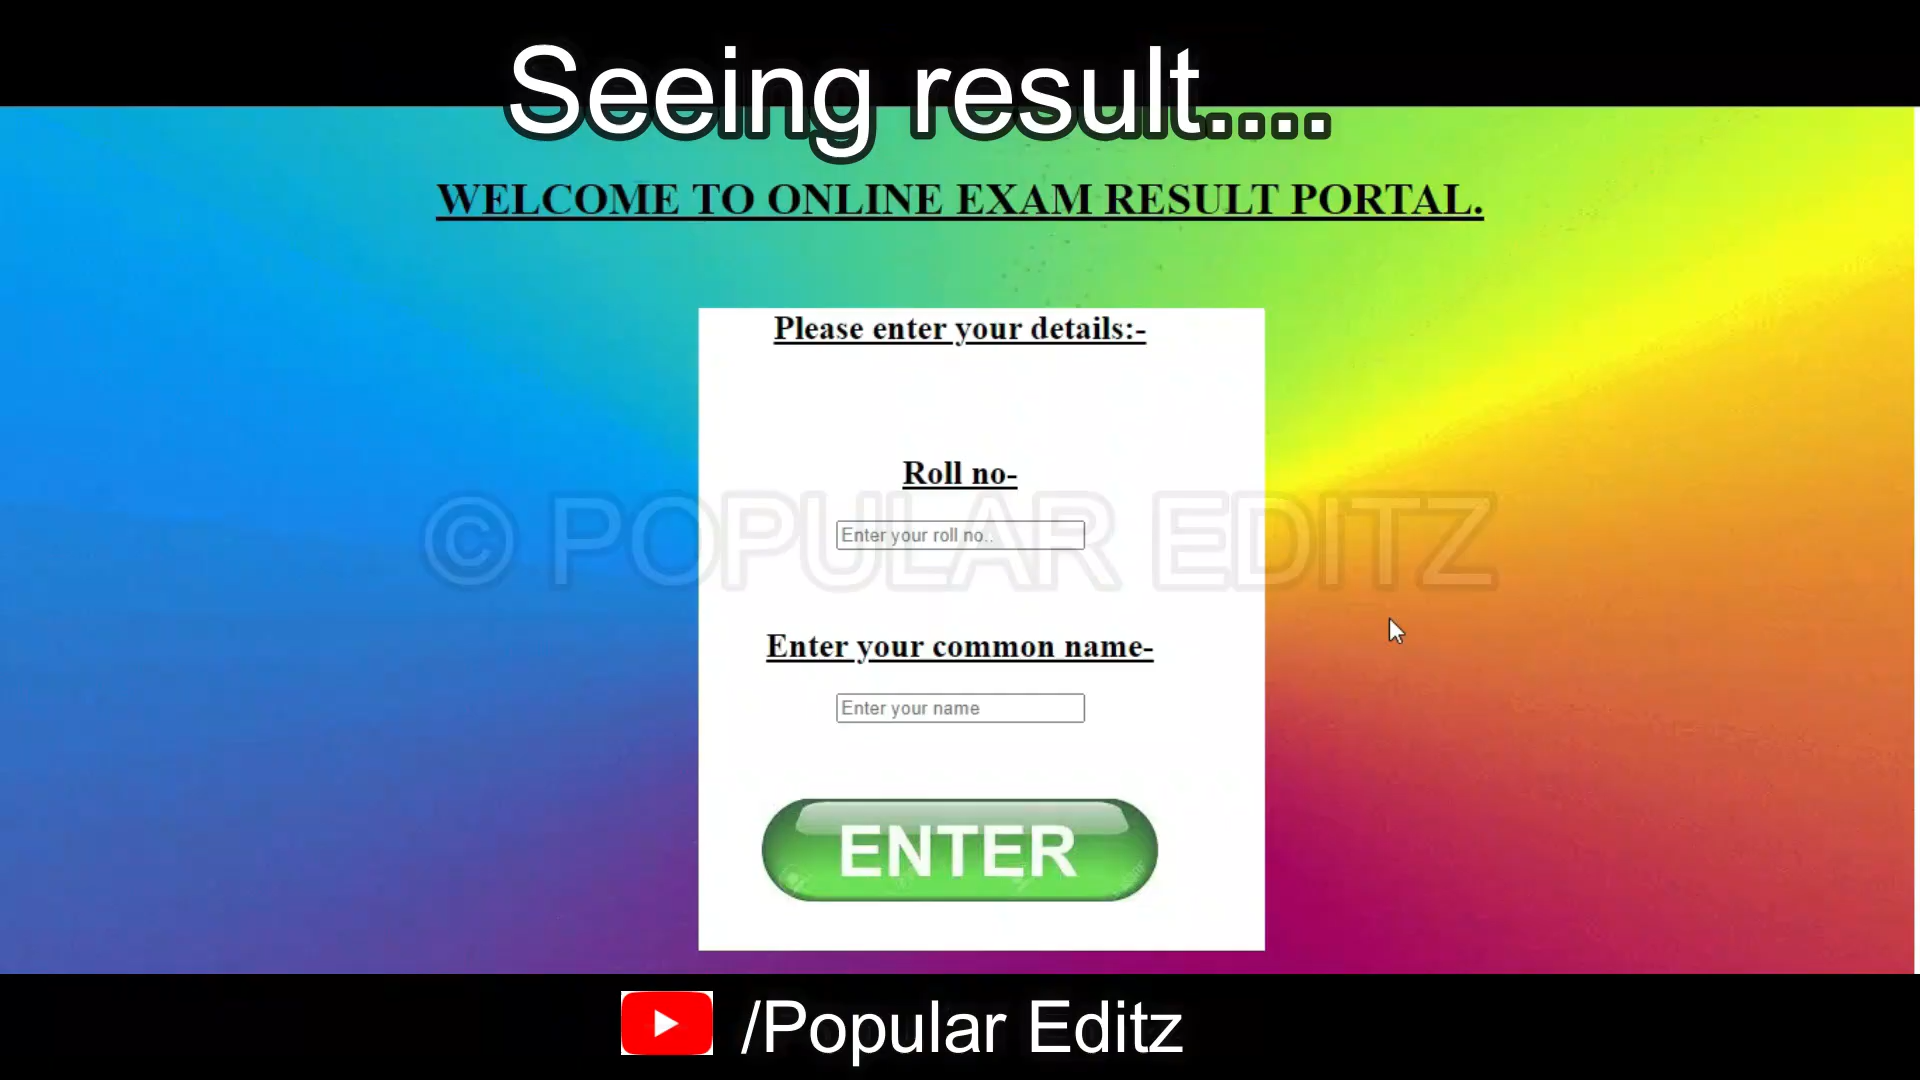 Seeing result....
WELCOME TO ONLINE EXAM RESULT PORTAL.
Please enter your details:-
Roll no-
Enter your roll no..
© POPULAR EDITZ
Enter your common name-
Enter your name
ENTER
/Popular Editz